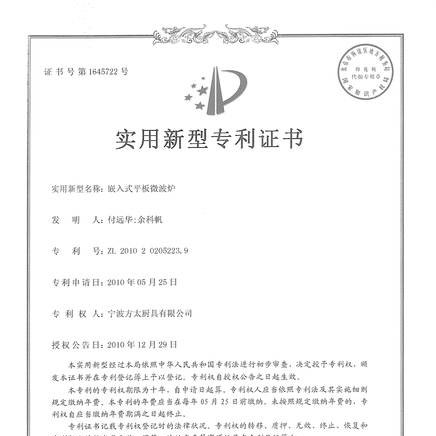 证书号第1645722号
印花税
代缴专用章
实用新型专利证书
实用新型名称：嵌入式平板微波炉
发 明 人：付远华;余科帆
专 利 号：ZL 2010 2 0205223.9
专利申请日：2010年05月25日
专 利 权 人：宁波方太厨具有限公司
授权公告日：2010年12月29日
本实用新型经过本局依照中华人民共和国专利法进行初步审查，决定授予专利权，颁
发本证书并在专利登记簿上予以登记。专利权自授权公告之日起生效。
本专利的专利权期限为十年，自申请日起算。专利权人应当依照专利法及其实施细则
规定缴纳年费。本专利的年费应当在每年05月25日前缴纳。未按照规定缴纳年费的，专
利权自应当缴纳年费期满之日起终止。
专利证书记载专利权登记时的法律状况。专利权的转移、质押、无效、终止、恢复和